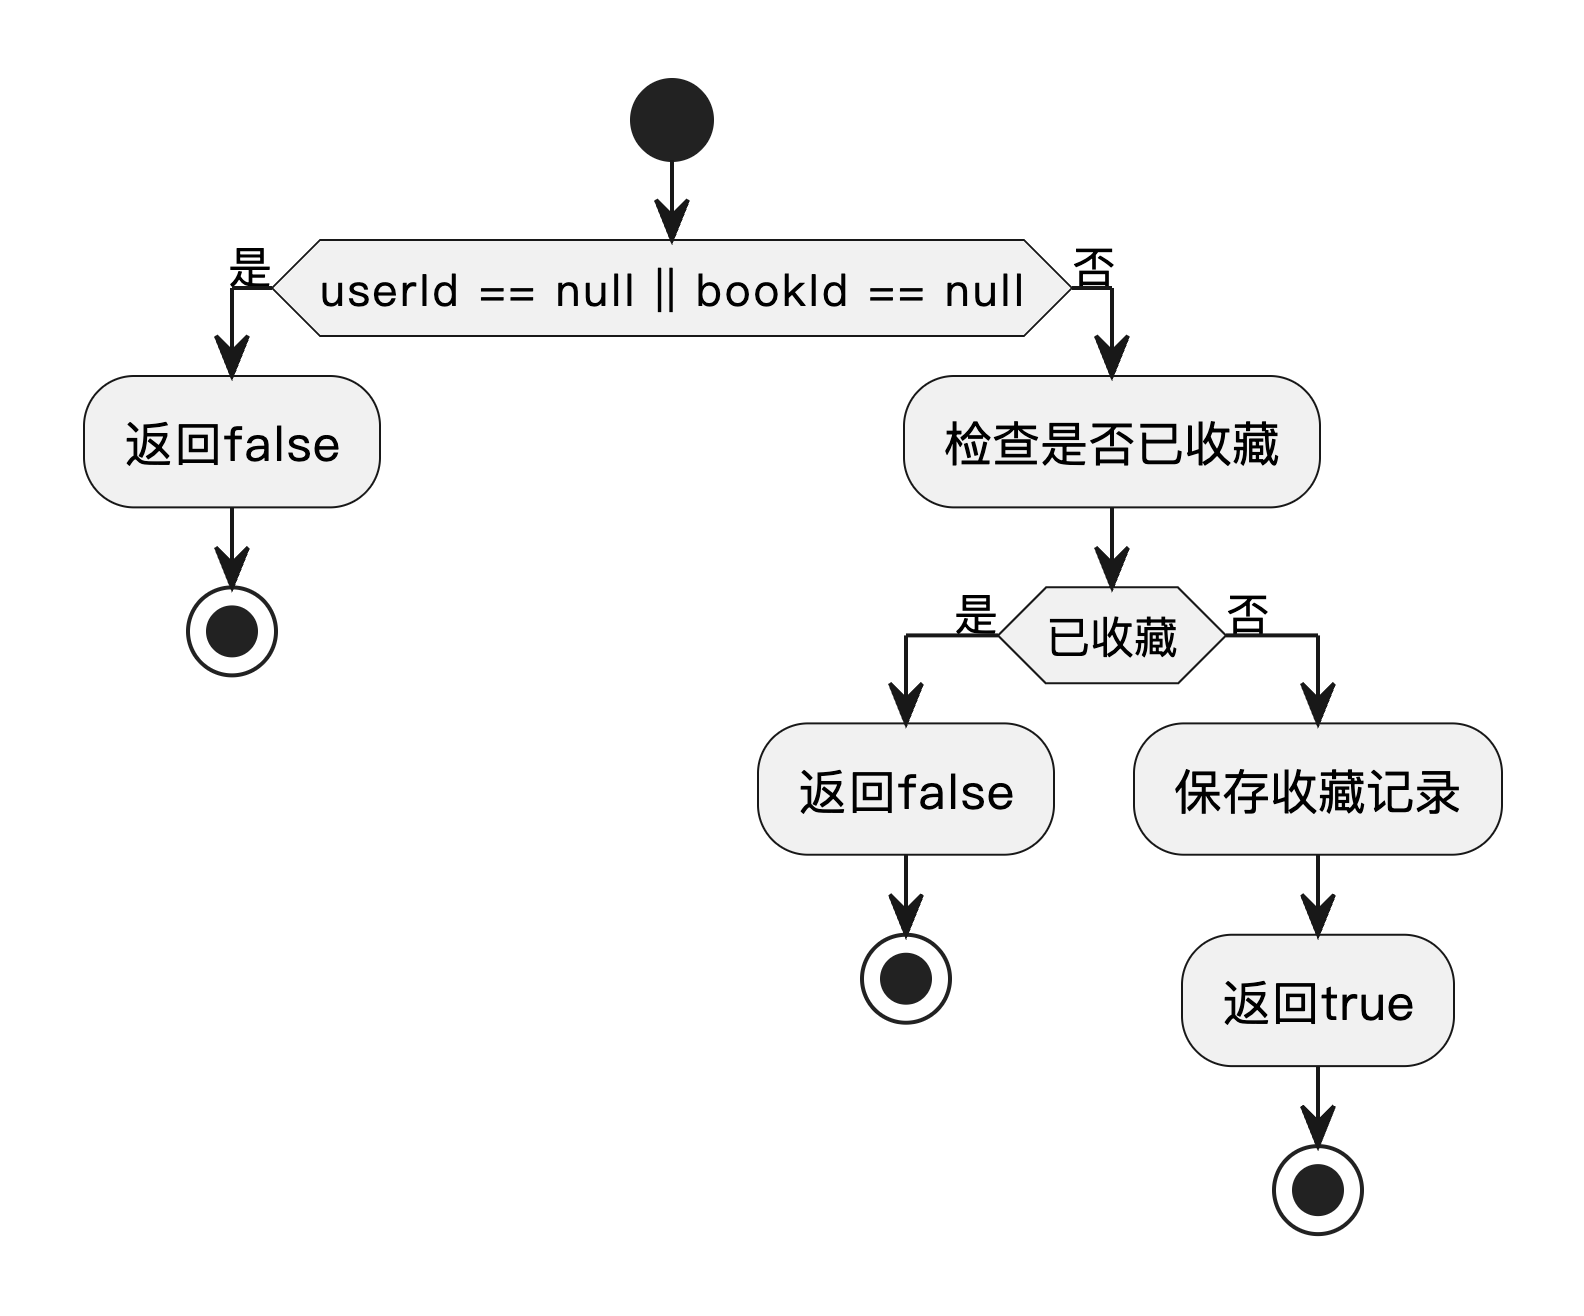 是
userId == null || bookId == null
否
返回false
检查是否已收藏
是
已收藏
否
返回false
保存收藏记录
返回true